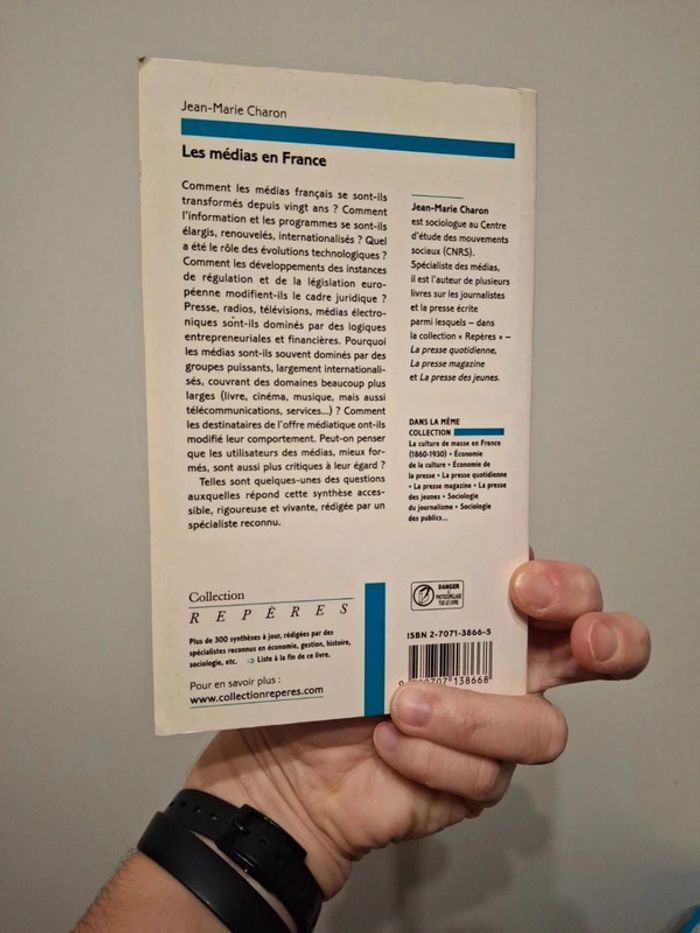 Jean-Marie Charon
Les médias en France
Comment les médias français se sont-ils
transformés depuis vingt ans ? Comment
l'information et les programmes se sont-ils
élargis, renouvelés, internationalisés ? Quel
a été le rôle des évolutions technologiques ?
Comment les développements des instances
de régulation et de la législation euro-
péenne modifient-ils le cadre juridique ?
Presse, radios, télévisions, médias électro-
niques sont-ils dominés par des logiques
entrepreneuriales et financières. Pourquoi
les médias sont-ils souvent dominés par des
groupes puissants, largement internationali-
sés, couvrant des domaines beaucoup plus
larges (livre, cinéma, musique, mais aussi
télécommunications, services...) ? Comment
les destinataires de l'offre médiatique ont-ils
modifié leur comportement. Peut-on penser
que les utilisateurs des médias, mieux for-
més, sont aussi plus critiques à leur égard ?
Telles sont quelques-unes des questions
auxquelles répond cette synthèse acces-
sible, rigoureuse et vivante, rédigée par un
spécialiste reconnu.
Jean-Marie Charon
est sociologue au Centre
d'étude des mouvements
sociaux (CNRS).
Spécialiste des médias,
il est l'auteur de plusieurs
livres sur les journalistes
et la presse écrite
parmi lesquels – dans
la collection « Repères » –
La presse quotidienne,
La presse magazine
et La presse des jeunes.
DANS LA MÊME
COLLECTION
La culture de masse en France
(1860-1930) • Économie
de la culture • Économie de
la presse • La presse quotidienne
• La presse magazine • La presse
des jeunes • Sociologie
du journalisme • Sociologie
des publics...
Collection
REPÈRES
Plus de 300 synthèses à jour, rédigées par des
spécialistes reconnus en économie, gestion, histoire,
sociologie, etc. ➩ Liste à la fin de ce livre.
Pour en savoir plus :
www.collectionreperes.com
DANGER
LE
PHOTOCOPILLAGE
TUE LE LIVRE
ISBN 2-7071-3866-5
138668